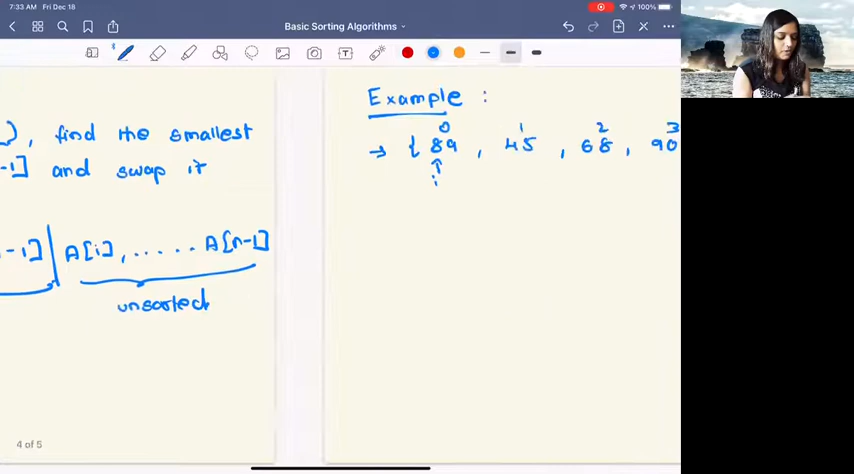 7:33 AM Fri Dec 18
100%
Basic Sorting Algorithms
find the smallest
-1] and swap it
-1] | A[i], ...... A[n-1]
unsorted
4 of 5
Example :
0 1 2 3
→ { 89 , 45 , 68 , 90
i